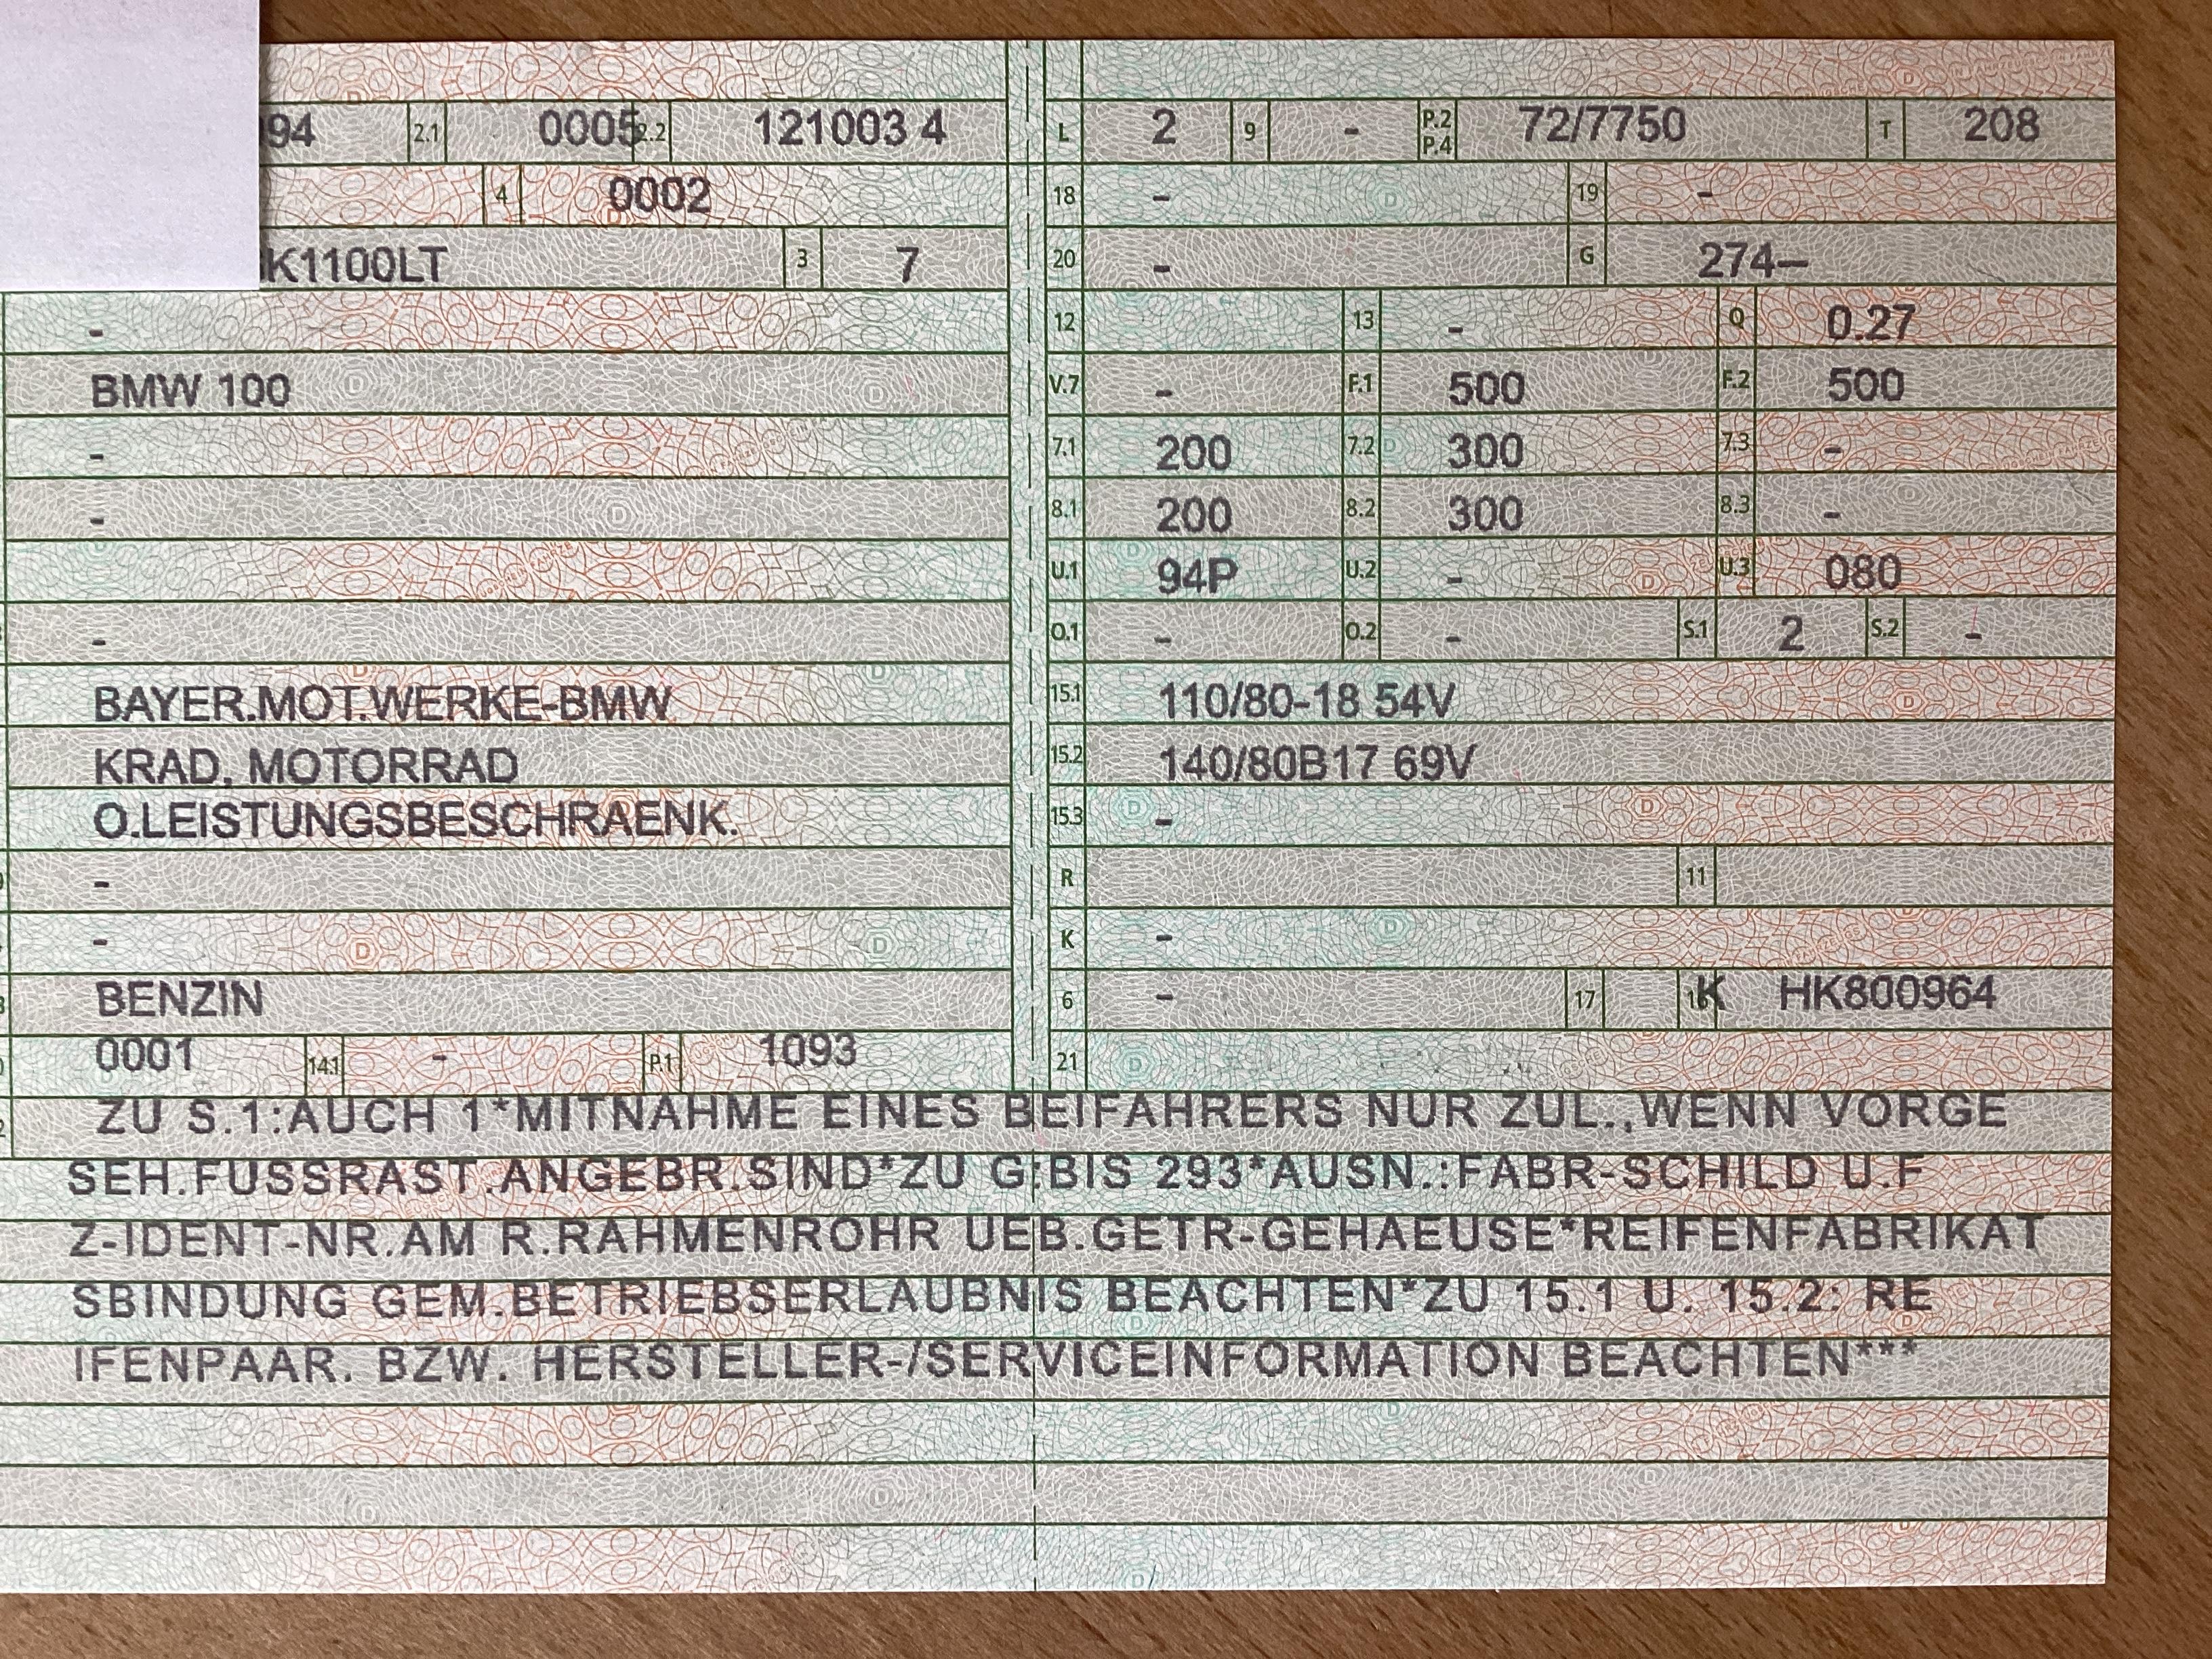 94 2.1 0005 2.2 121003 4 L 2 9 - P.2 P.4 72/7750 T 208
4 0002 18 - 19 -
K1100LT 3 7 20 - G 274–
- 12 13 - Q 0.27
BMW 100 V.7 - F.1 500 F.2 500
- 7.1 200 7.2 300 7.3 -
- 8.1 200 8.2 300 8.3 -
U.1 94P U.2 - U.3 080
- O.1 - O.2 - S.1 2 S.2 -
BAYER.MOT.WERKE-BMW 15.1 110/80-18 54V
KRAD, MOTORRAD 15.2 140/80B17 69V
O.LEISTUNGSBESCHRAENK. 15.3 -
- R 11
- K -
BENZIN 6 - 17 K HK800964
0001 14.1 - P.1 1093 21
ZU S.1:AUCH 1*MITNAHME EINES BEIFAHRERS NUR ZUL.,WENN VORGE
SEH.FUSSRAST.ANGEBR.SIND*ZU G:BIS 293*AUSN.:FABR-SCHILD U.F
Z-IDENT-NR.AM R.RAHMENROHR UEB.GETR-GEHAEUSE*REIFENFABRIKAT
SBINDUNG GEM.BETRIEBSERLAUBNIS BEACHTEN*ZU 15.1 U. 15.2: RE
IFENPAAR. BZW. HERSTELLER-/SERVICEINFORMATION BEACHTEN***